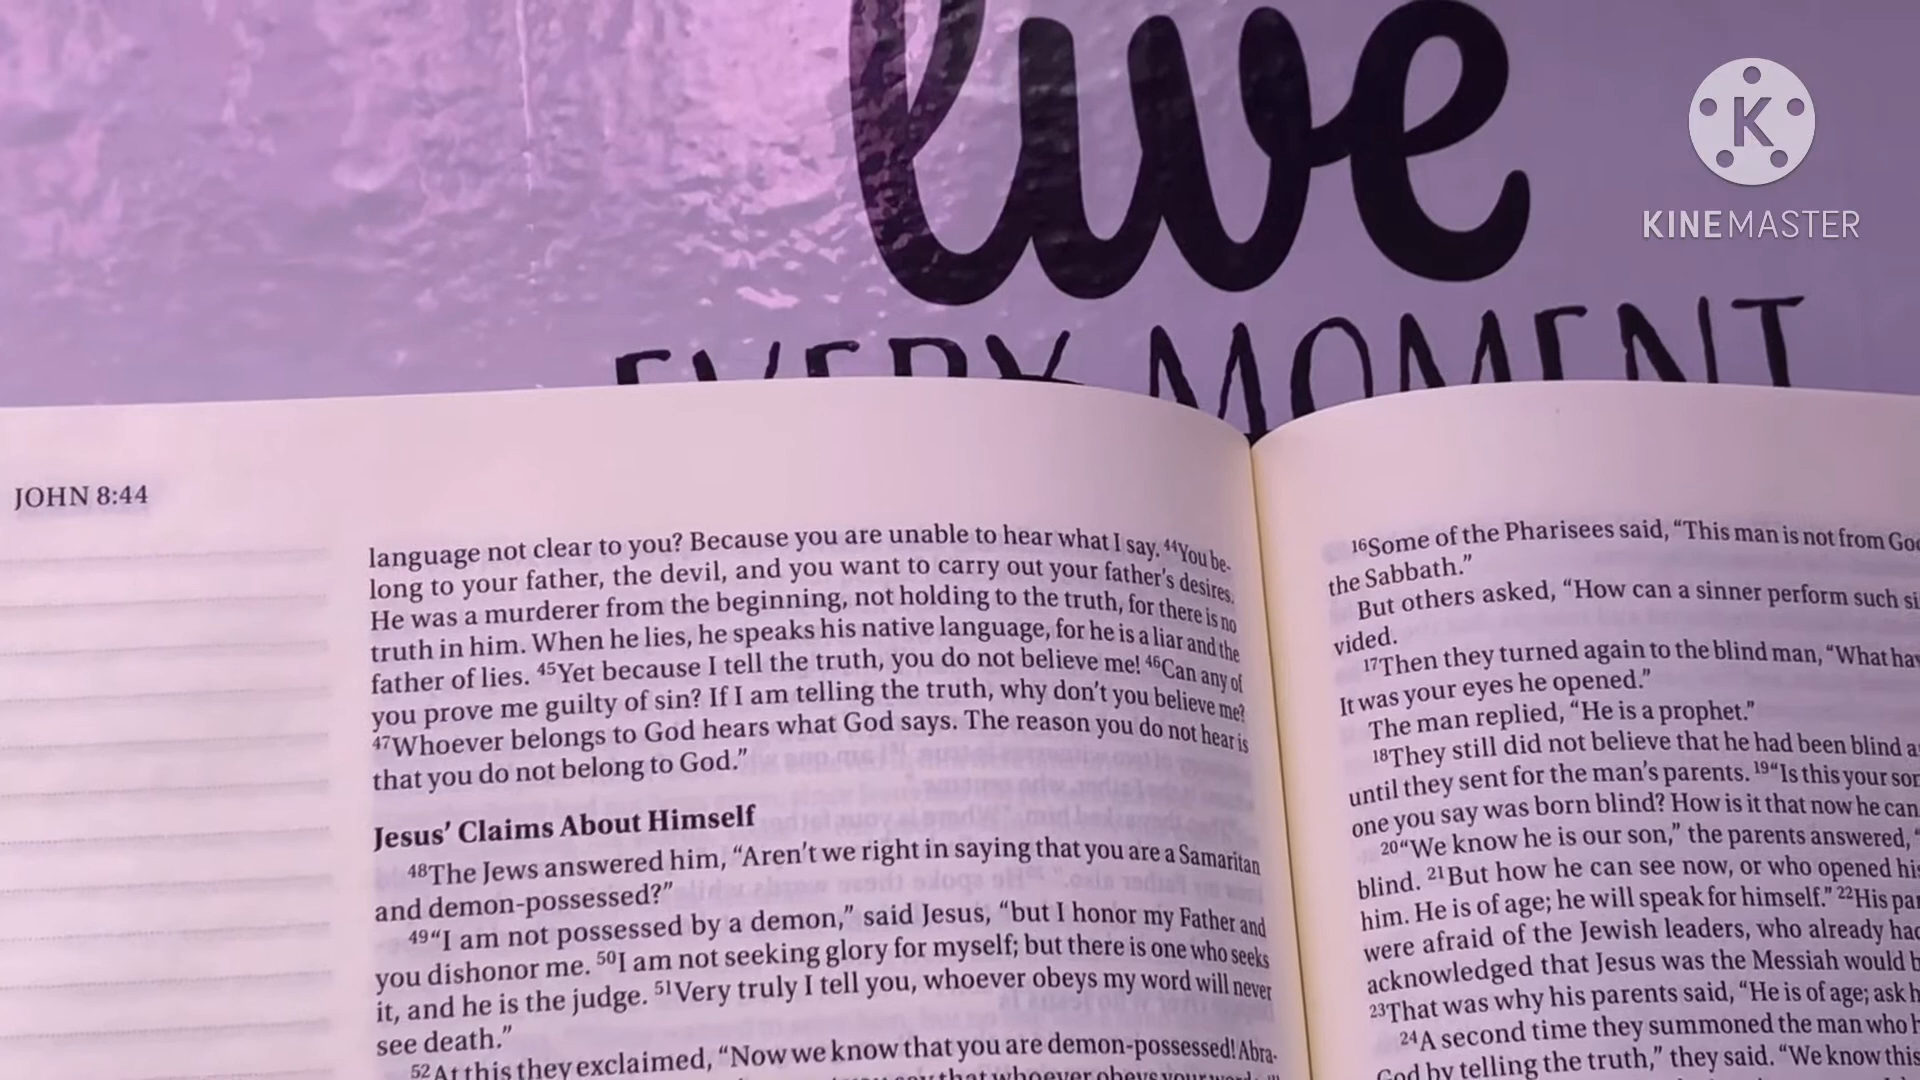 live
EVERY MOMENT
K
KINEMASTER
JOHN 8:44
language not clear to you? Because you are unable to hear what I say. 44You be-
long to your father, the devil, and you want to carry out your father's desires.
He was a murderer from the beginning, not holding to the truth, for there is no
truth in him. When he lies, he speaks his native language, for he is a liar and the
father of lies. 45Yet because I tell the truth, you do not believe me! 46Can any of
you prove me guilty of sin? If I am telling the truth, why don't you believe me?
47Whoever belongs to God hears what God says. The reason you do not hear is
that you do not belong to God.”
Jesus' Claims About Himself
48The Jews answered him, “Aren't we right in saying that you are a Samaritan
and demon-possessed?”
49“I am not possessed by a demon,” said Jesus, “but I honor my Father and
you dishonor me. 50I am not seeking glory for myself; but there is one who seeks
it, and he is the judge. 51Very truly I tell you, whoever obeys my word will never
see death.”
52At this they exclaimed, “Now we know that you are demon-possessed! Abra-
that whoever obeys your word
16Some of the Pharisees said, “This man is not from God
the Sabbath.”
But others asked, “How can a sinner perform such si
vided.
17Then they turned again to the blind man, “What hav
It was your eyes he opened.”
The man replied, “He is a prophet.”
18They still did not believe that he had been blind a
until they sent for the man's parents. 19“Is this your son
one you say was born blind? How is it that now he can
20“We know he is our son,” the parents answered, “
blind. 21But how he can see now, or who opened his
him. He is of age; he will speak for himself.” 22His par
were afraid of the Jewish leaders, who already had
acknowledged that Jesus was the Messiah would b
23That was why his parents said, “He is of age; ask h
24A second time they summoned the man who h
God by telling the truth,” they said. “We know this